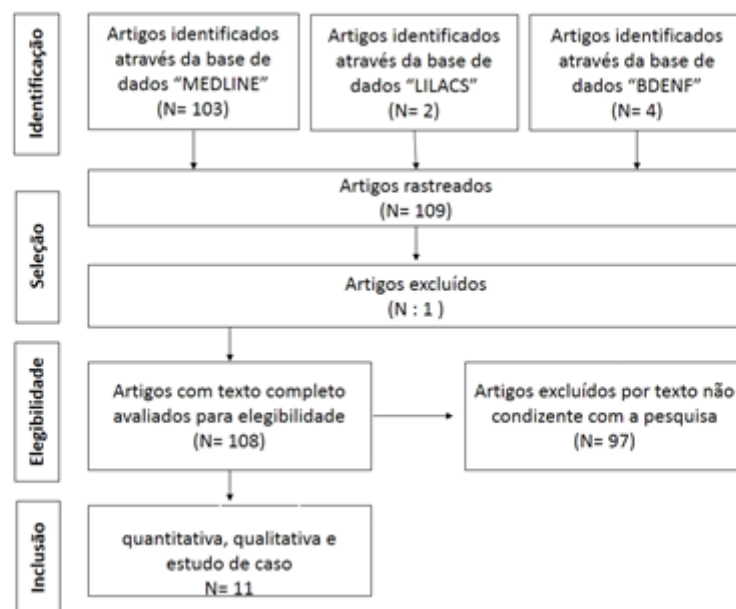 Identificação
Artigos identificados
através da base de
dados “MEDLINE”
(N= 103)
Artigos identificados
através da base de
dados “LILACS”
(N= 2)
Artigos identificados
através da base de
dados “BDENF”
(N= 4)
Seleção
Artigos rastreados
(N= 109)
Artigos excluídos
(N : 1 )
Elegibilidade
Artigos com texto completo
avaliados para elegibilidade
(N= 108)
Artigos excluídos por texto não
condizente com a pesquisa
(N= 97)
Inclusão
quantitativa, qualitativa e
estudo de caso
N= 11